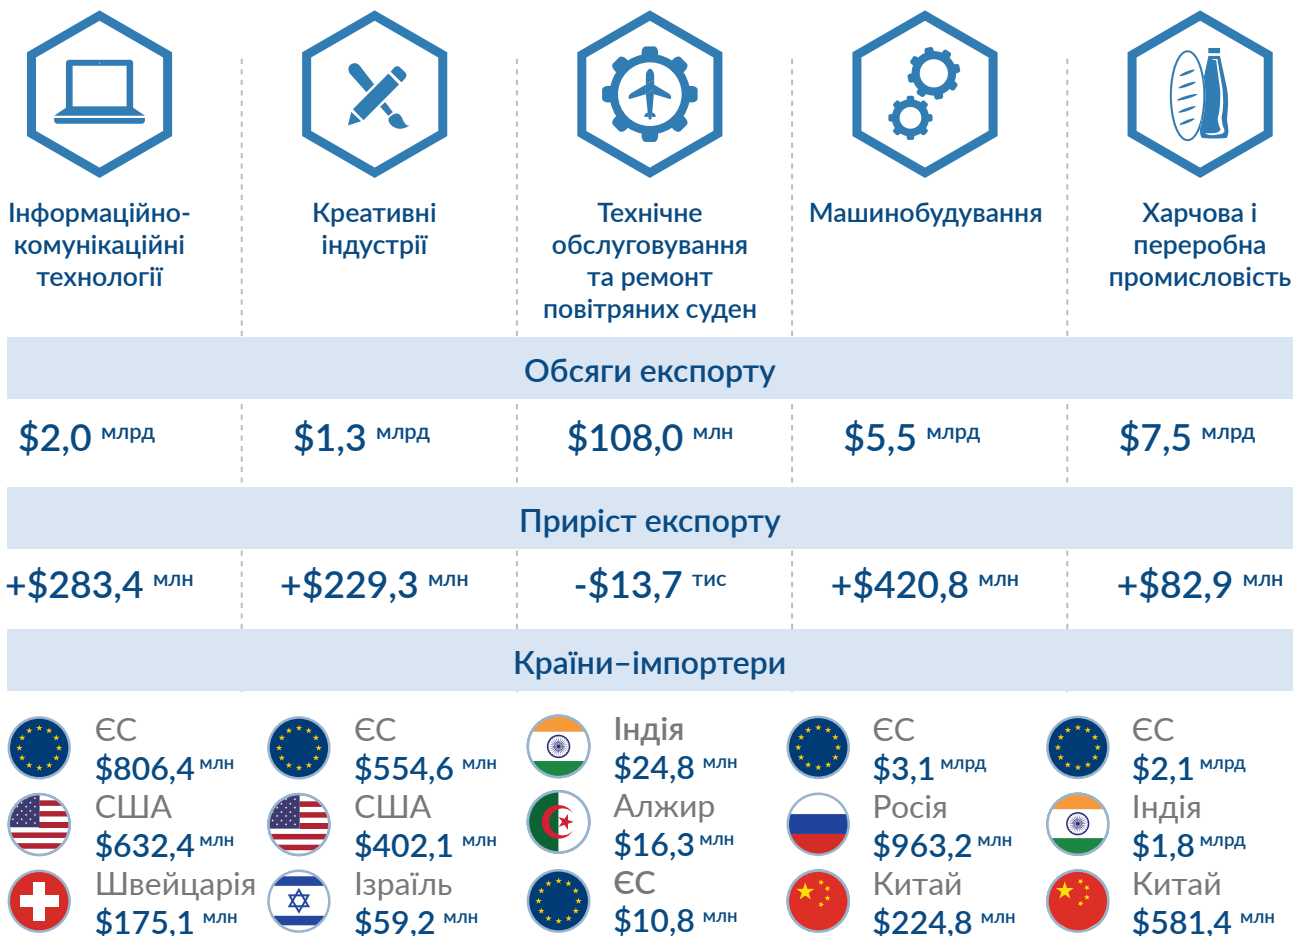 Інформаційно-
комунікаційні
технології
Креативні
індустрії
Технічне
обслуговування
та ремонт
повітряних суден
Машинобудування
Харчова і
переробна
промисловість
Обсяги експорту
$2,0 млрд
$1,3 млрд
$108,0 млн
$5,5 млрд
$7,5 млрд
Приріст експорту
+$283,4 млн
+$229,3 млн
-$13,7 тис
+$420,8 млн
+$82,9 млн
Країни–імпортери
ЄС
$806,4 млн
США
$632,4 млн
Швейцарія
$175,1 млн
ЄС
$554,6 млн
США
$402,1 млн
Ізраїль
$59,2 млн
Індія
$24,8 млн
Алжир
$16,3 млн
ЄС
$10,8 млн
ЄС
$3,1 млрд
Росія
$963,2 млн
Китай
$224,8 млн
ЄС
$2,1 млрд
Індія
$1,8 млрд
Китай
$581,4 млн